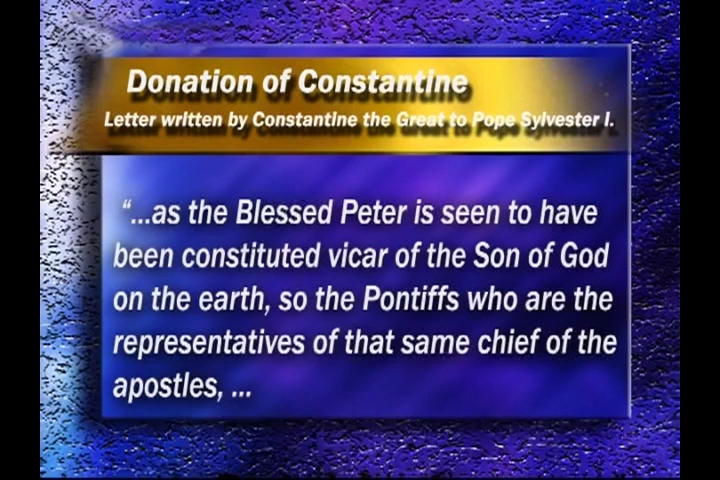 Donation of Constantine
Letter written by Constantine the Great to Pope Sylvester I.
“...as the Blessed Peter is seen to have
been constituted vicar of the Son of God
on the earth, so the Pontiffs who are the
representatives of that same chief of the
apostles, ...